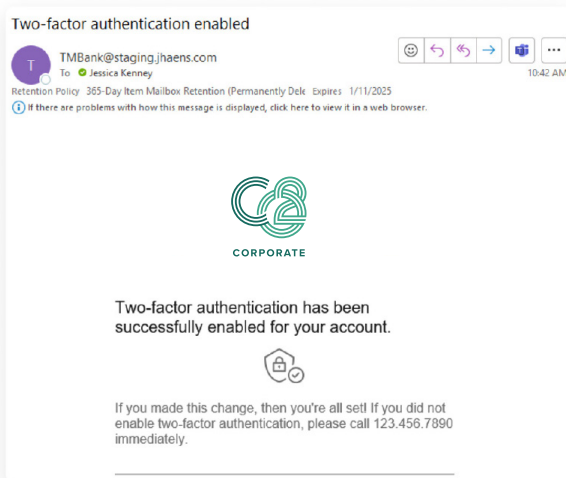 Two-factor authentication enabled
T
TMBank@staging.jhaens.com
To Jessica Kenney
10:42 AM
Retention Policy 365-Day Item Mailbox Retention (Permanently Dele Expires 1/11/2025
If there are problems with how this message is displayed, click here to view it in a web browser.
CORPORATE
Two-factor authentication has been
successfully enabled for your account.
If you made this change, then you're all set! If you did not
enable two-factor authentication, please call 123.456.7890
immediately.